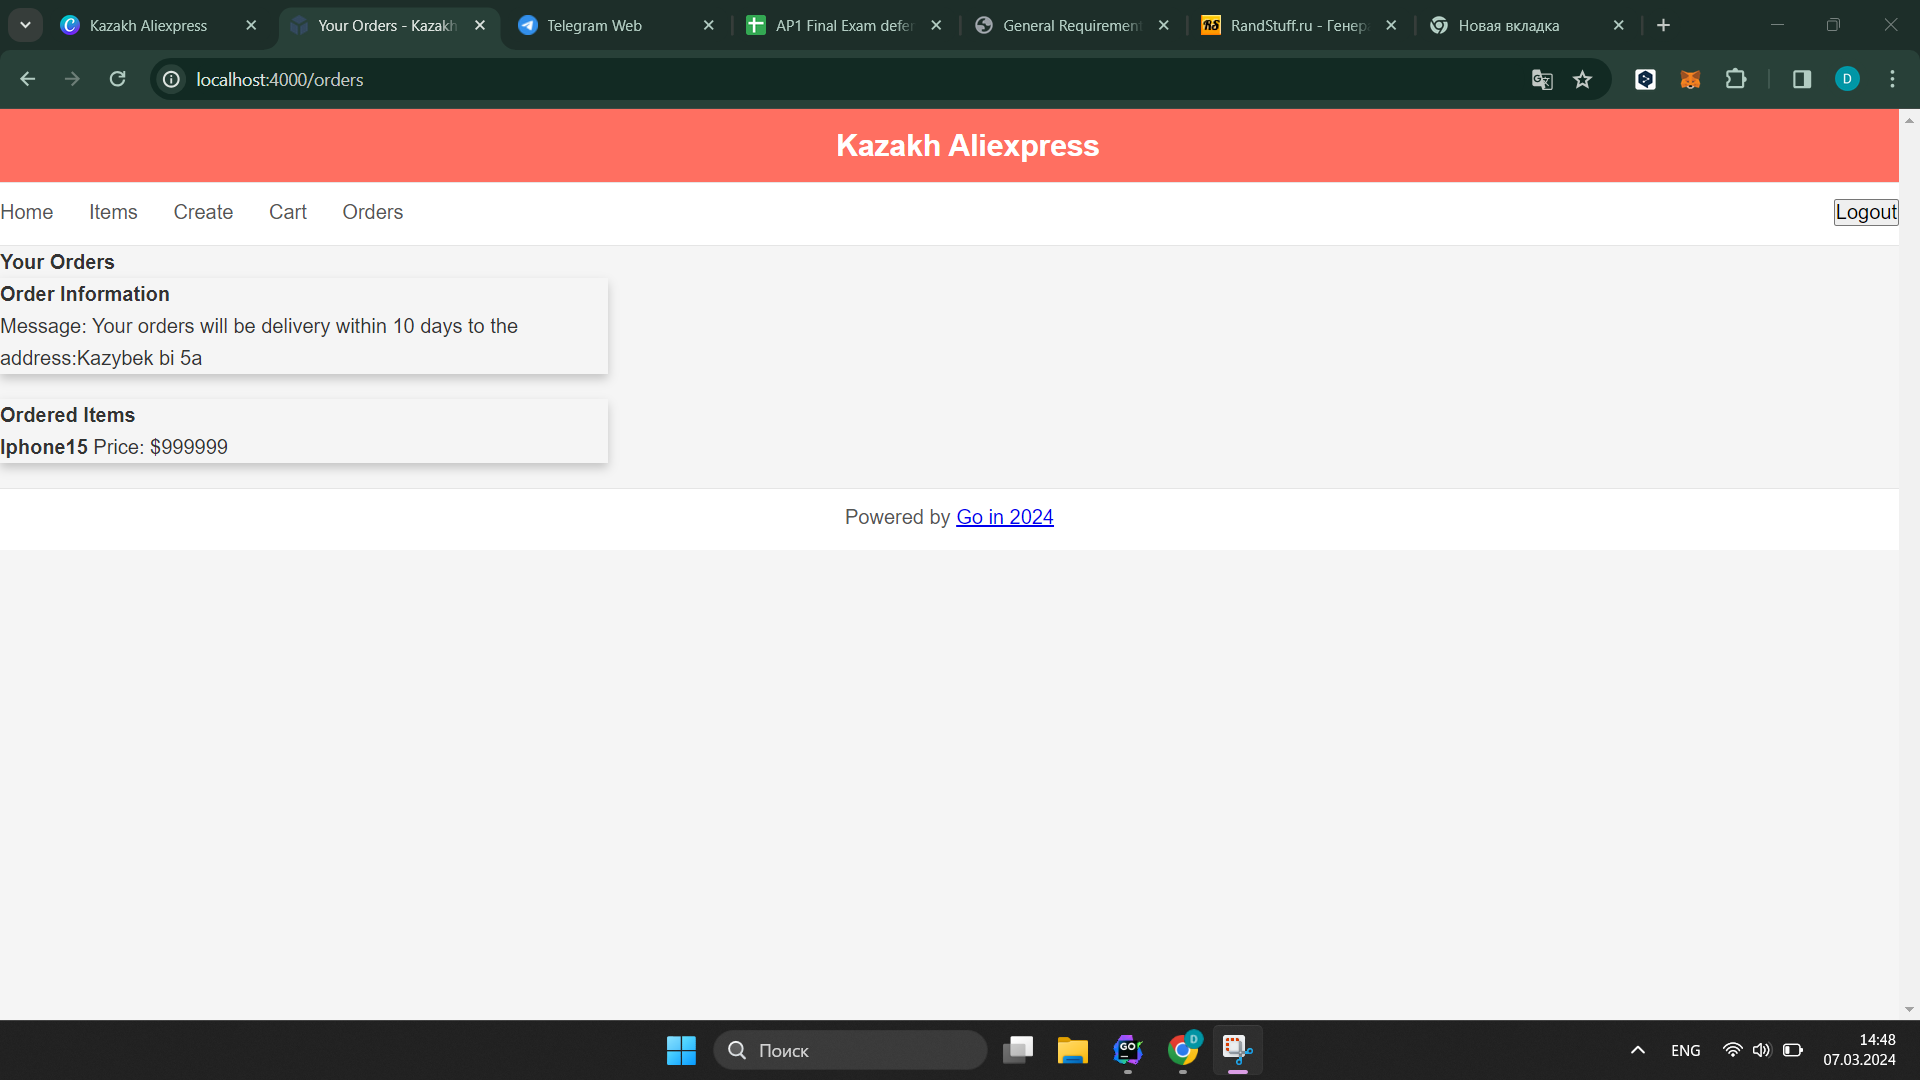 Kazakh Aliexpress
Your Orders - Kazakh
Telegram Web
AP1 Final Exam defe
General Requirement
RS
RandStuff.ru - Генер
Новая вкладка
localhost:4000/orders
D
Kazakh Aliexpress
Home Items Create Cart Orders Logout
Your Orders
Order Information
Message: Your orders will be delivery within 10 days to the
address:Kazybek bi 5a
Ordered Items
Iphone15 Price: $999999
Powered by Go in 2024
Поиск
GO
D
ENG
14:48
07.03.2024